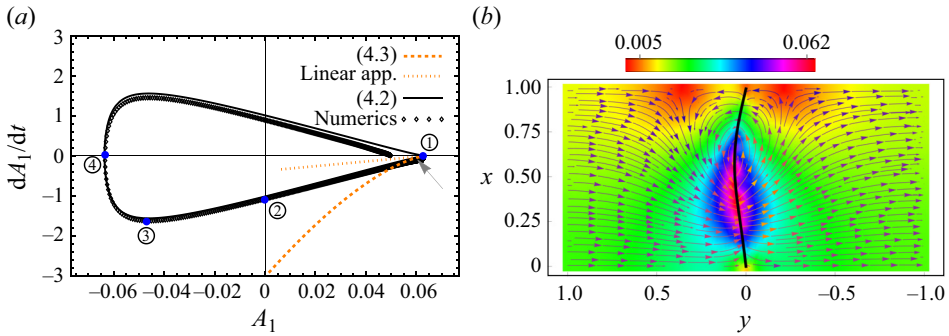 (a)
3
2
1
0
−1
−2
−3
dA₁/dt
(4.3)
Linear app.
(4.2)
Numerics
1
2
3
4
−0.06 −0.04 −0.02 0 0.02 0.04 0.06
A₁
(b)
0.005 0.062
1.00
0.75
0.50
0.25
0
x
1.0 0.5 0 −0.5 −1.0
y